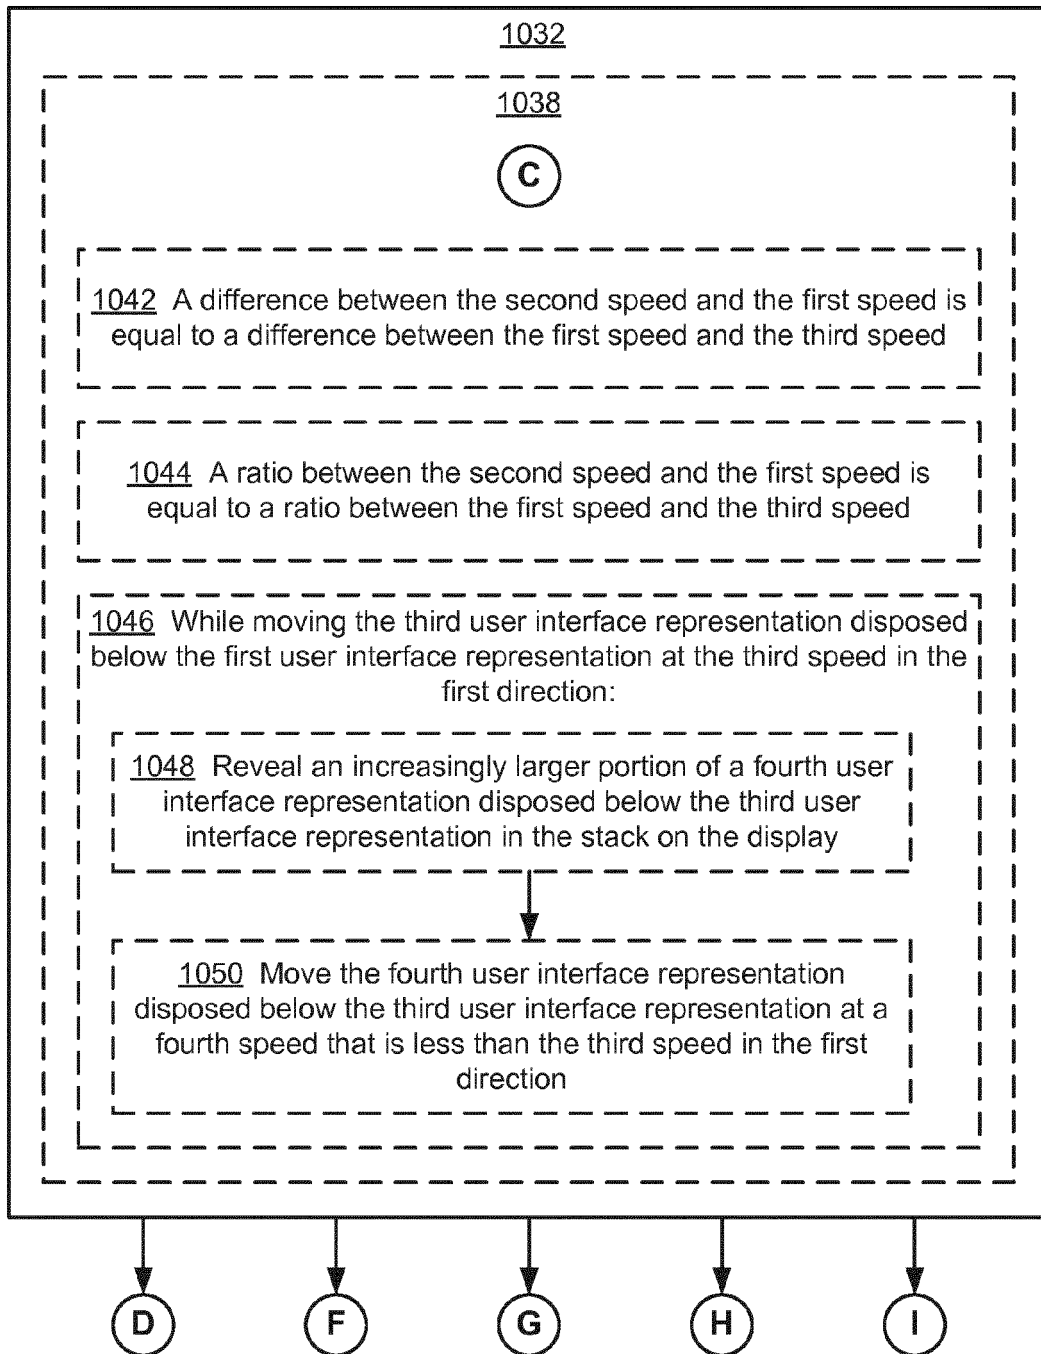 1032
1038
C
1042 A difference between the second speed and the first speed is
equal to a difference between the first speed and the third speed
1044 A ratio between the second speed and the first speed is
equal to a ratio between the first speed and the third speed
1046 While moving the third user interface representation disposed
below the first user interface representation at the third speed in the
first direction:
1048 Reveal an increasingly larger portion of a fourth user
interface representation disposed below the third user
interface representation in the stack on the display
1050 Move the fourth user interface representation
disposed below the third user interface representation at a
fourth speed that is less than the third speed in the first
direction
D F G H I